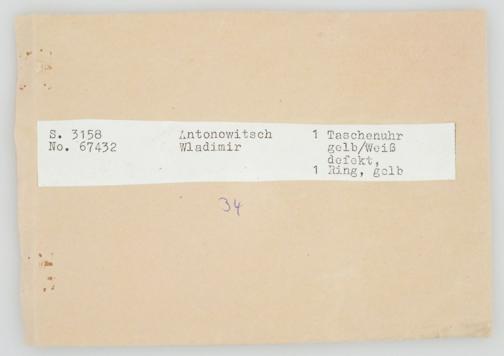 S. 3158 Antonowitsch 1 Taschenuhr
No. 67432 Wladimir gelb/Weiß
defekt,
1 Ring, gelb
34